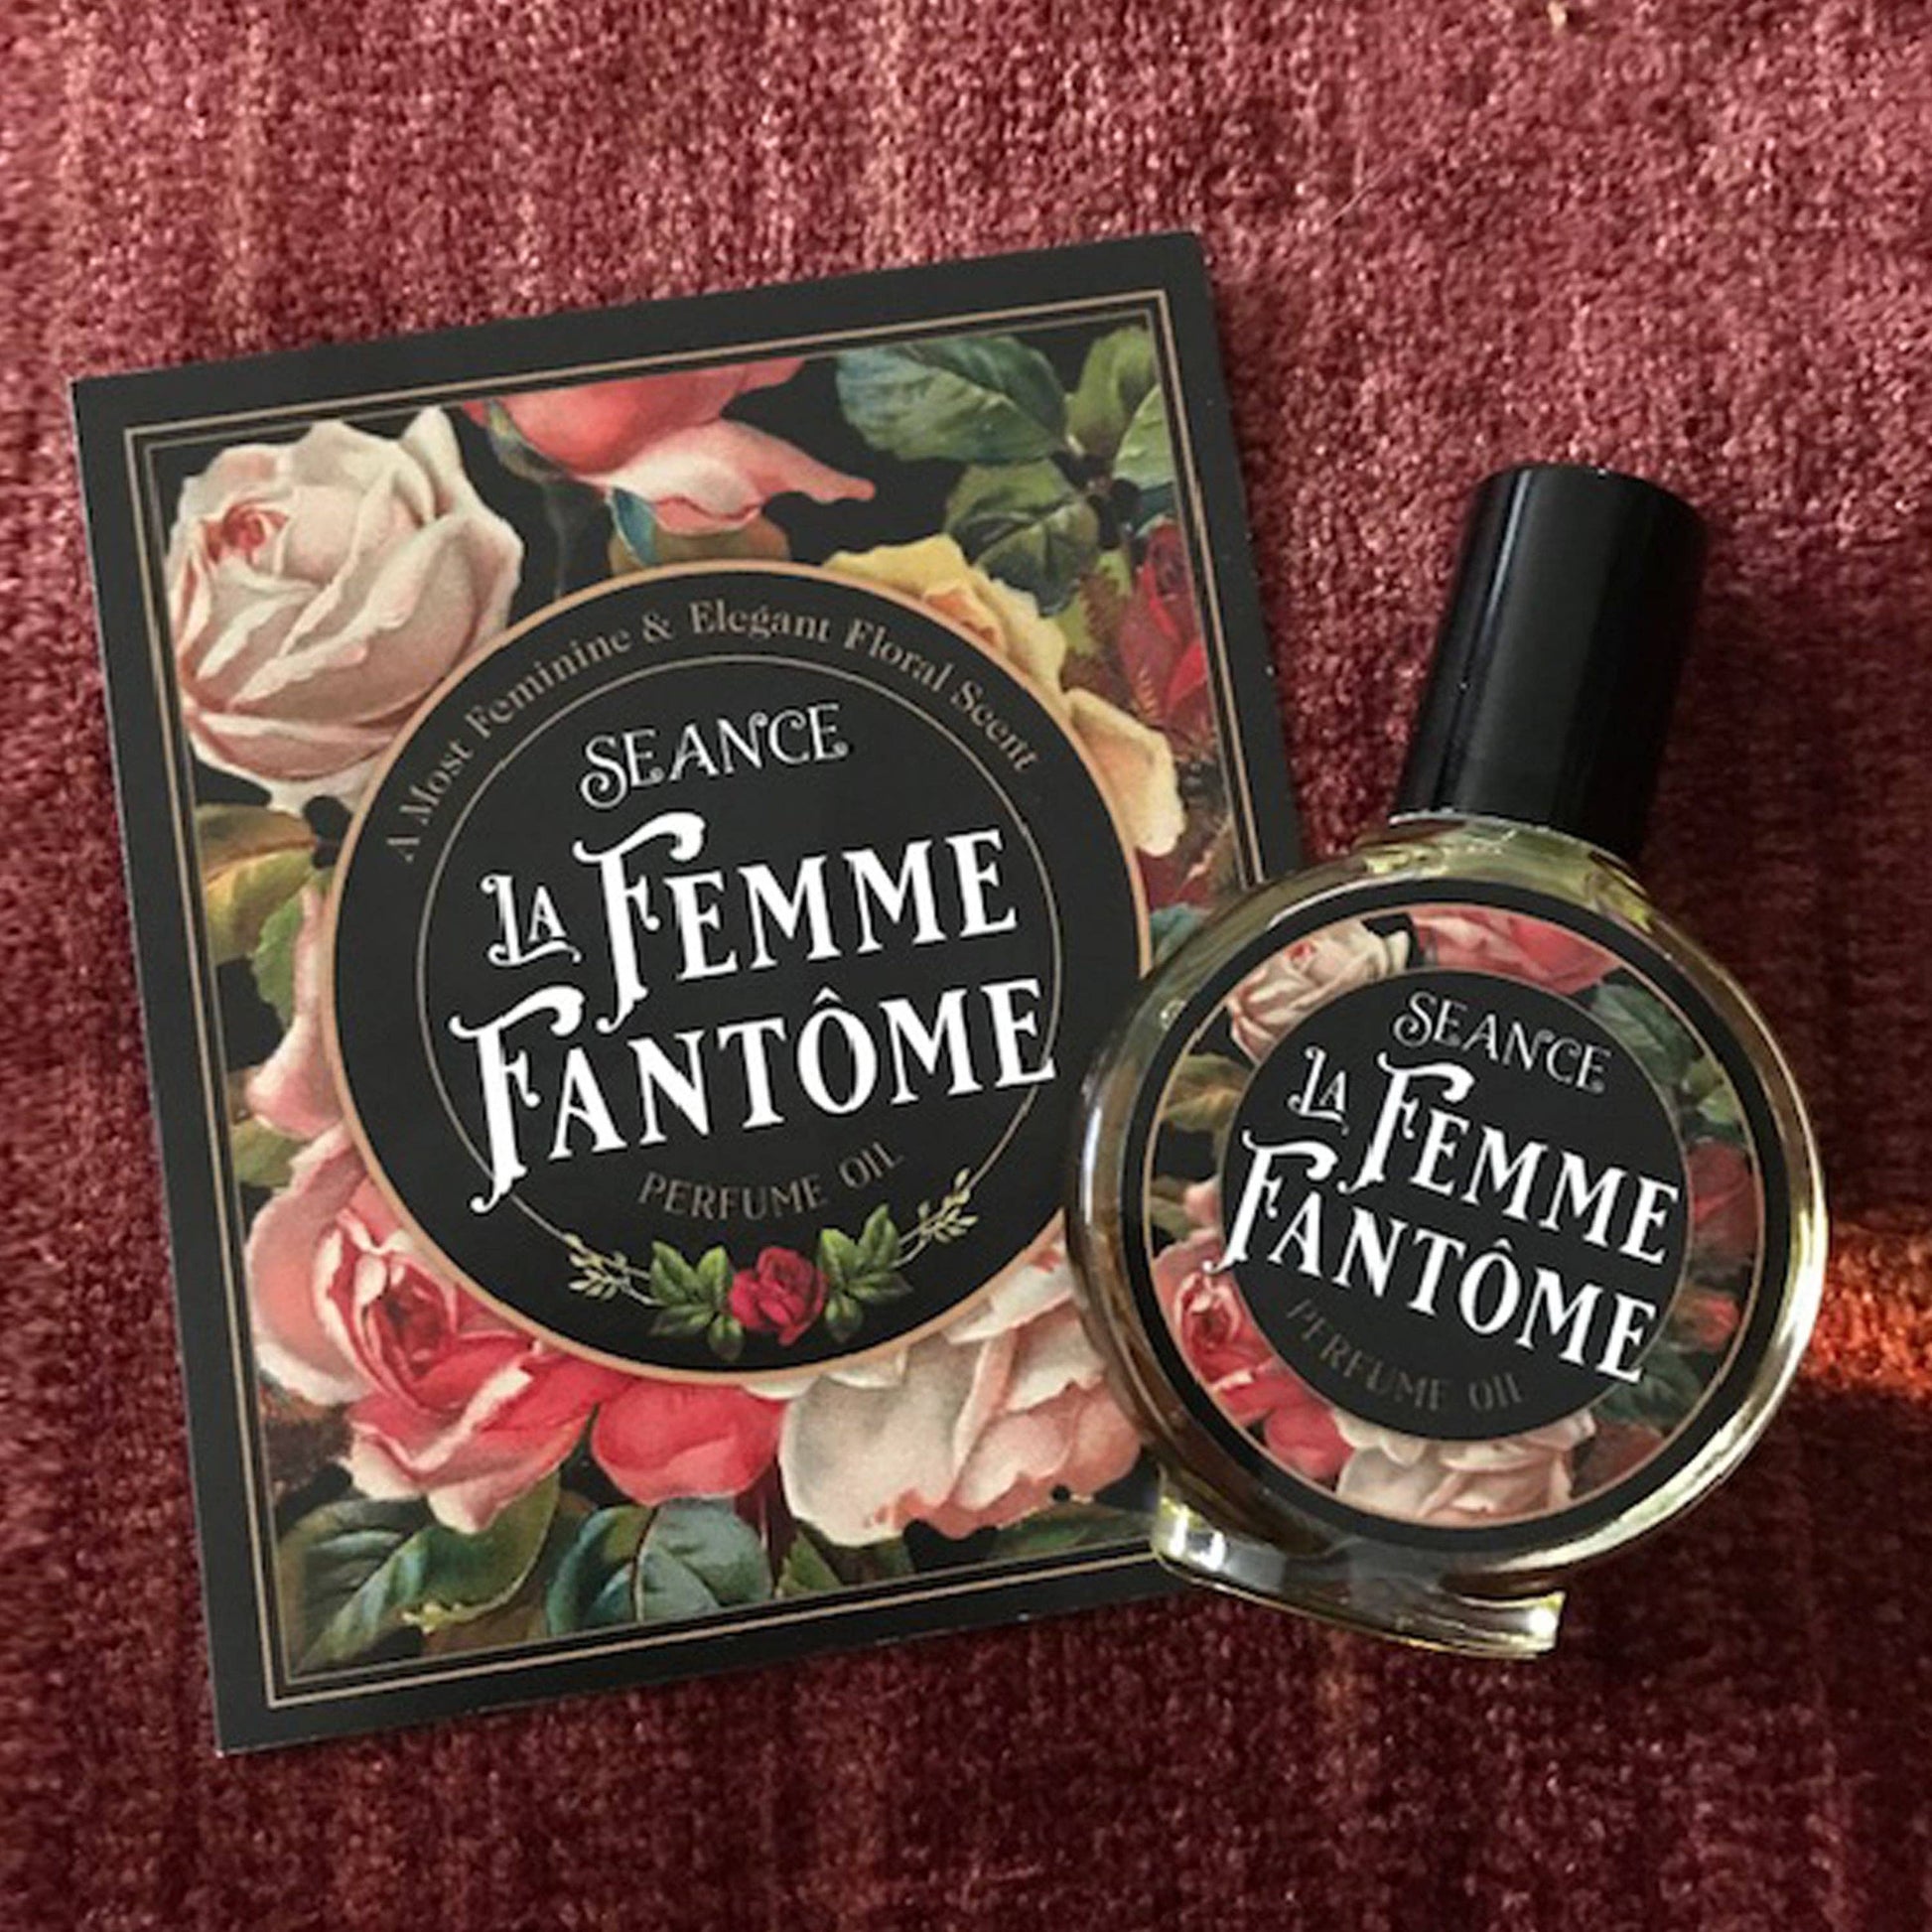 A Most Feminine & Elegant Floral Scent
SEANCE
LA FEMME
FANTÔME
PERFUME OIL
SEANCE
LA FEMME
FANTÔME
PERFUME OIL